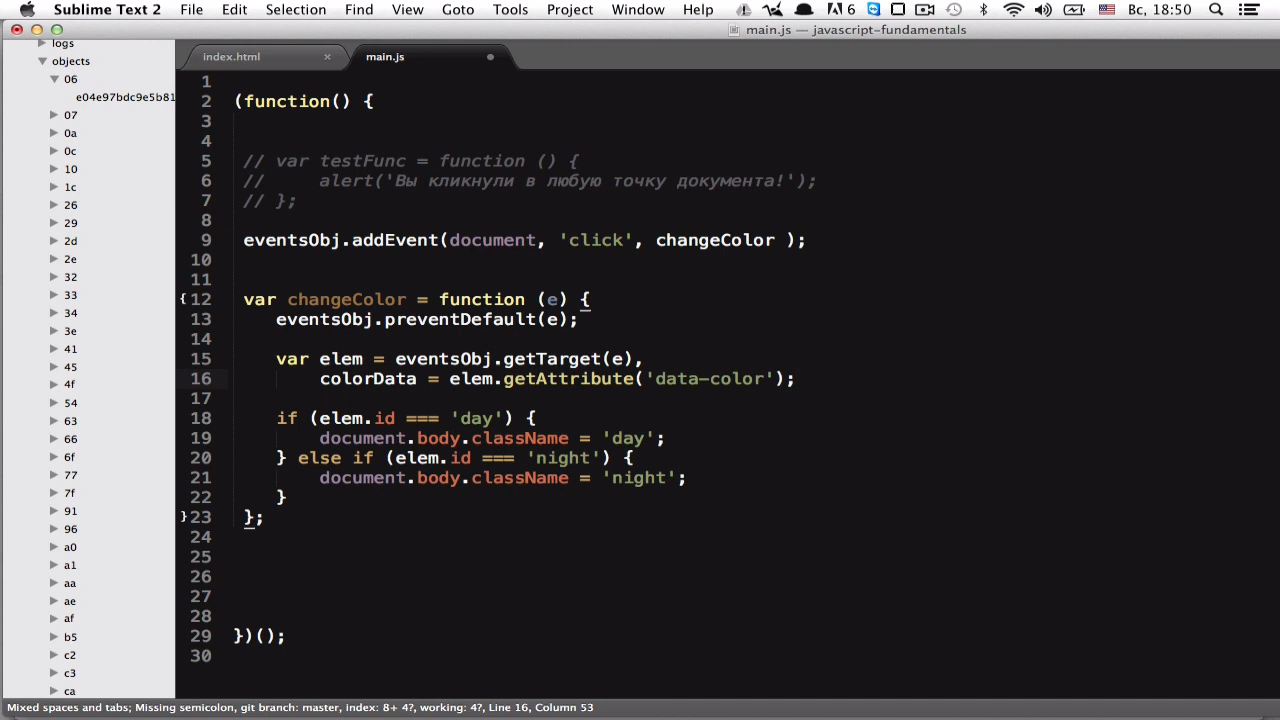 Sublime Text 2 File Edit Selection Find View Goto Tools Project Window Help 6 Вс, 18:50
main.js — javascript-fundamentals
logs
objects
06
e04e97bdc9e5b81
07
0a
0c
10
1c
26
29
2d
2e
32
33
34
3e
41
45
4f
54
63
66
6f
77
7f
91
96
a0
a1
aa
ae
af
b5
c2
c3
ca
index.html × main.js
1
2 (function() {
3
4
5 // var testFunc = function () {
6 //     alert('Вы кликнули в любую точку документа!');
7 // };
8
9 eventsObj.addEvent(document, 'click', changeColor );
10
11
12 var changeColor = function (e) {
13    eventsObj.preventDefault(e);
14
15    var elem = eventsObj.getTarget(e),
16        colorData = elem.getAttribute('data-color');
17
18    if (elem.id === 'day') {
19        document.body.className = 'day';
20    } else if (elem.id === 'night') {
21        document.body.className = 'night';
22    }
23 };
24
25
26
27
28
29 })();
30
Mixed spaces and tabs; Missing semicolon, git branch: master, index: 8+ 4?, working: 4?, Line 16, Column 53